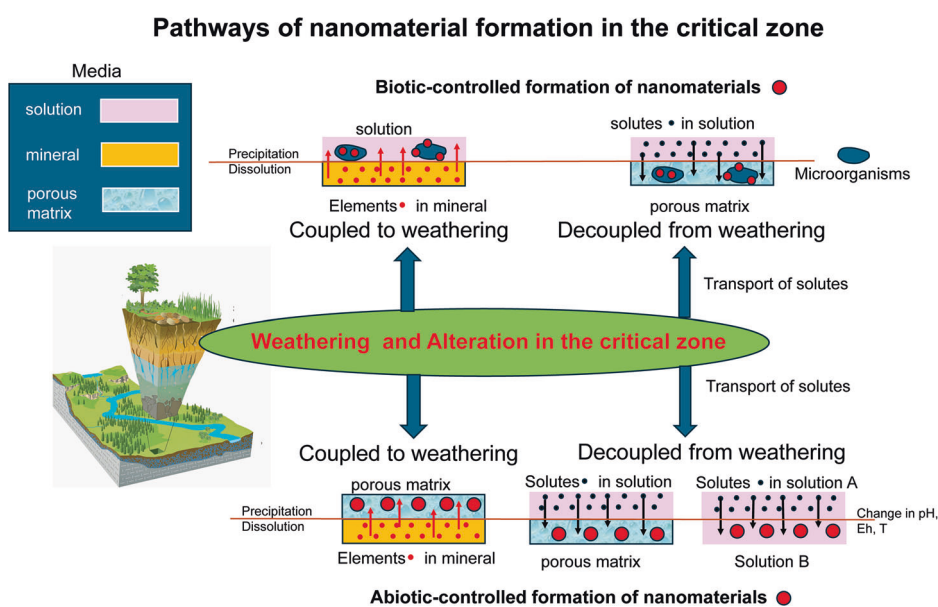 Pathways of nanomaterial formation in the critical zone
Media
solution
mineral
porous
matrix
Biotic-controlled formation of nanomaterials
solution
Precipitation
Dissolution
Elements • in mineral
Coupled to weathering
solutes • in solution
Microorganisms
porous matrix
Decoupled from weathering
Transport of solutes
Weathering and Alteration in the critical zone
Transport of solutes
Coupled to weathering
Decoupled from weathering
porous matrix
Precipitation
Dissolution
Elements • in mineral
Solutes • in solution
porous matrix
Solutes • in solution A
Change in pH,
Eh, T
Solution B
Abiotic-controlled formation of nanomaterials